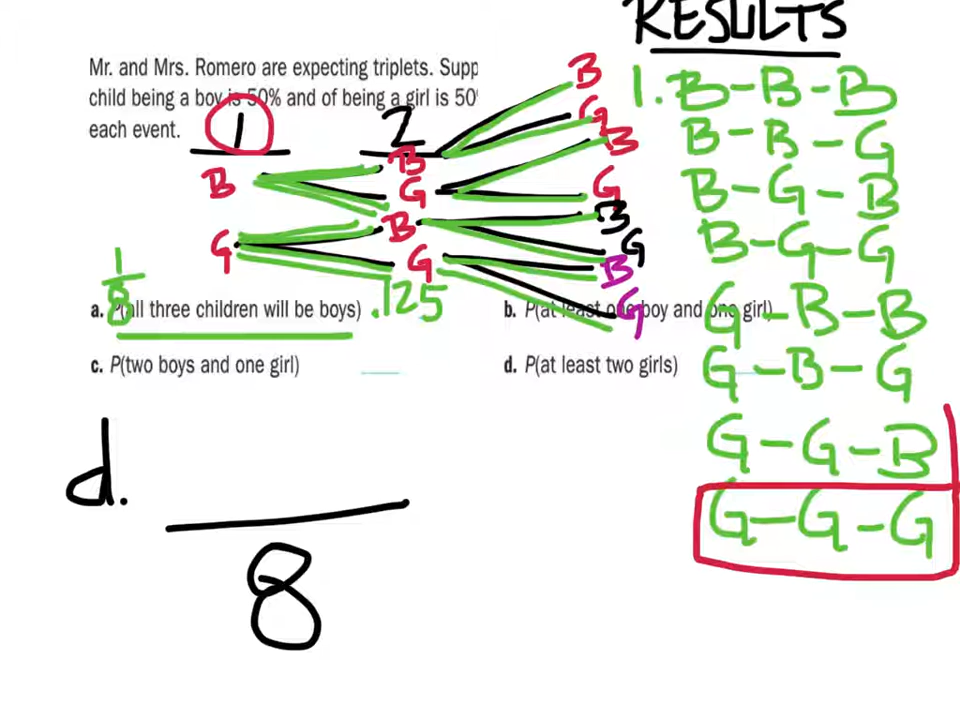 RESULTS
Mr. and Mrs. Romero are expecting triplets. Supp
child being a boy is 50% and of being a girl is 50
each event.
1 2
B
G
B
G
B
G
B
G
B
G
B
G
B
G
1. B-B-B
B-B-G
B-G-B
B-G-G
G-B-B
G-B-G
G-G-B
G-G-G
1/8
a. P(all three children will be boys) .125
b. P(at least one boy and one girl)
c. P(two boys and one girl)
d. P(at least two girls)
d.
8